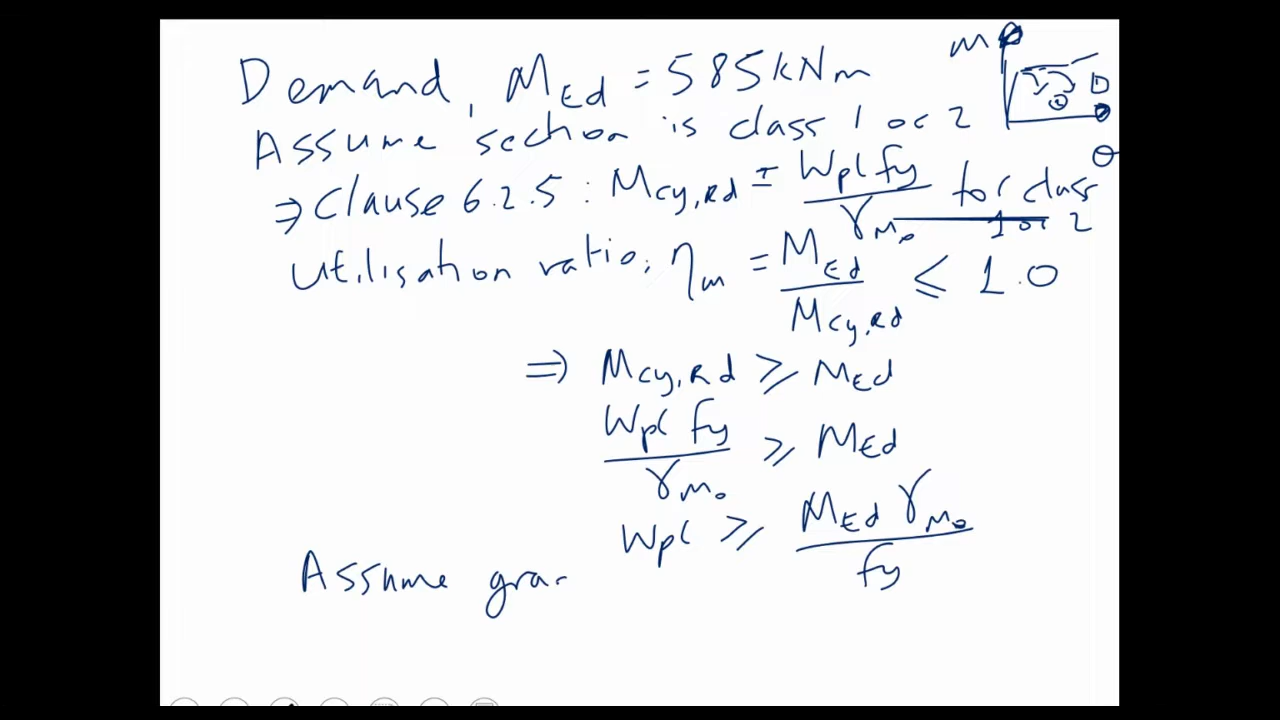 Demand, MEd = 585kNm
Assume section is class 1 or 2
⇒ Clause 6.2.5 : Mcy,Rd = Wpl fy / γM0 for class 1 or 2
Utilisation ratio, ηm = MEd / Mcy,Rd ≤ 1.0
⇒ Mcy,Rd ≥ MEd
Wpl fy / γM0 ≥ MEd
Wpl ≥ MEd γM0 / fy
Assume gra
M
θ